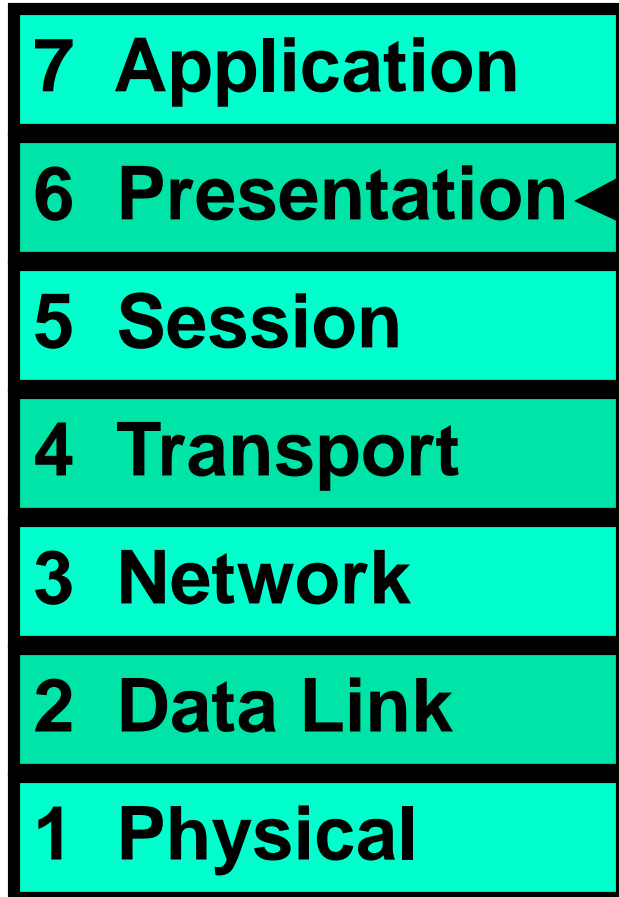 7 Application
6 Presentation
5 Session
4 Transport
3 Network
2 Data Link
1 Physical